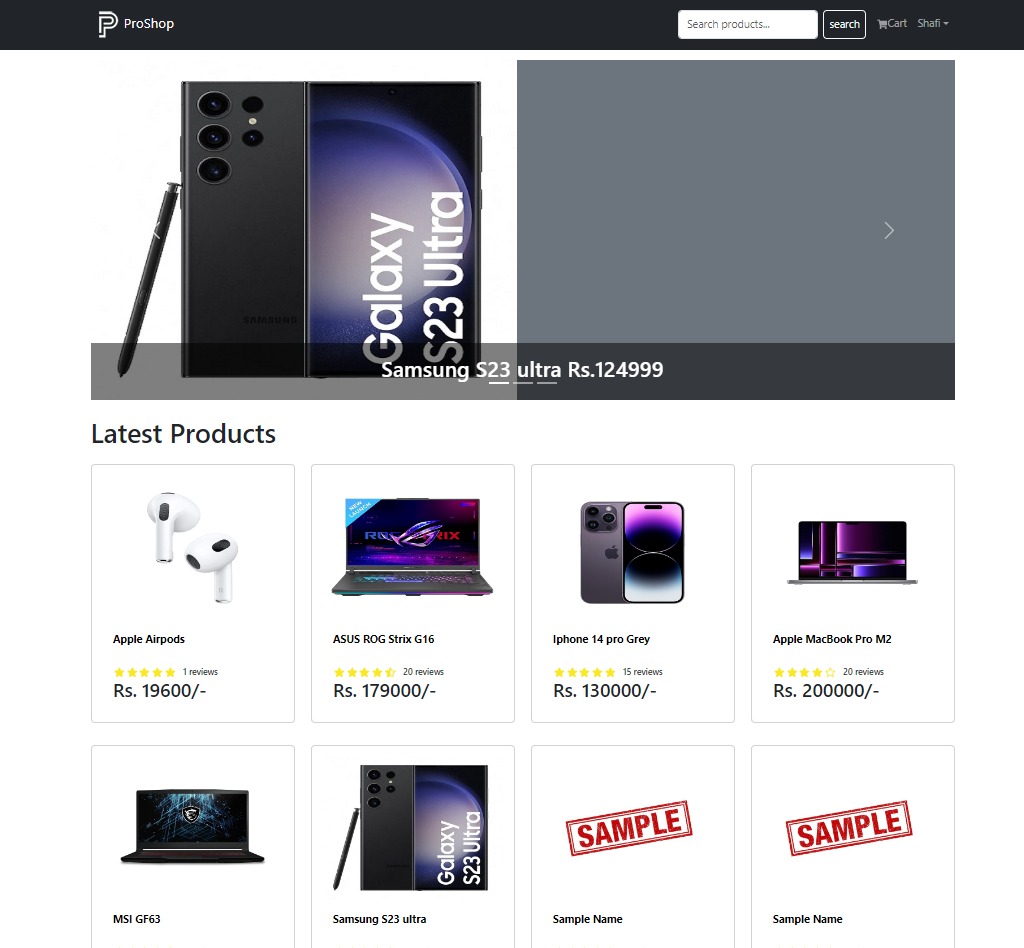 ProShop
Search products...
search
Cart
Shafi
Galaxy
S23 Ultra
SAMSUNG
Samsung S23 ultra Rs.124999
Latest Products
NEW LAUNCH
Apple Airpods
1 reviews
Rs. 19600/-
ASUS ROG Strix G16
20 reviews
Rs. 179000/-
Iphone 14 pro Grey
15 reviews
Rs. 130000/-
Apple MacBook Pro M2
20 reviews
Rs. 200000/-
Galaxy
S23 Ultra
SAMPLE
SAMPLE
MSI GF63
Samsung S23 ultra
Sample Name
Sample Name